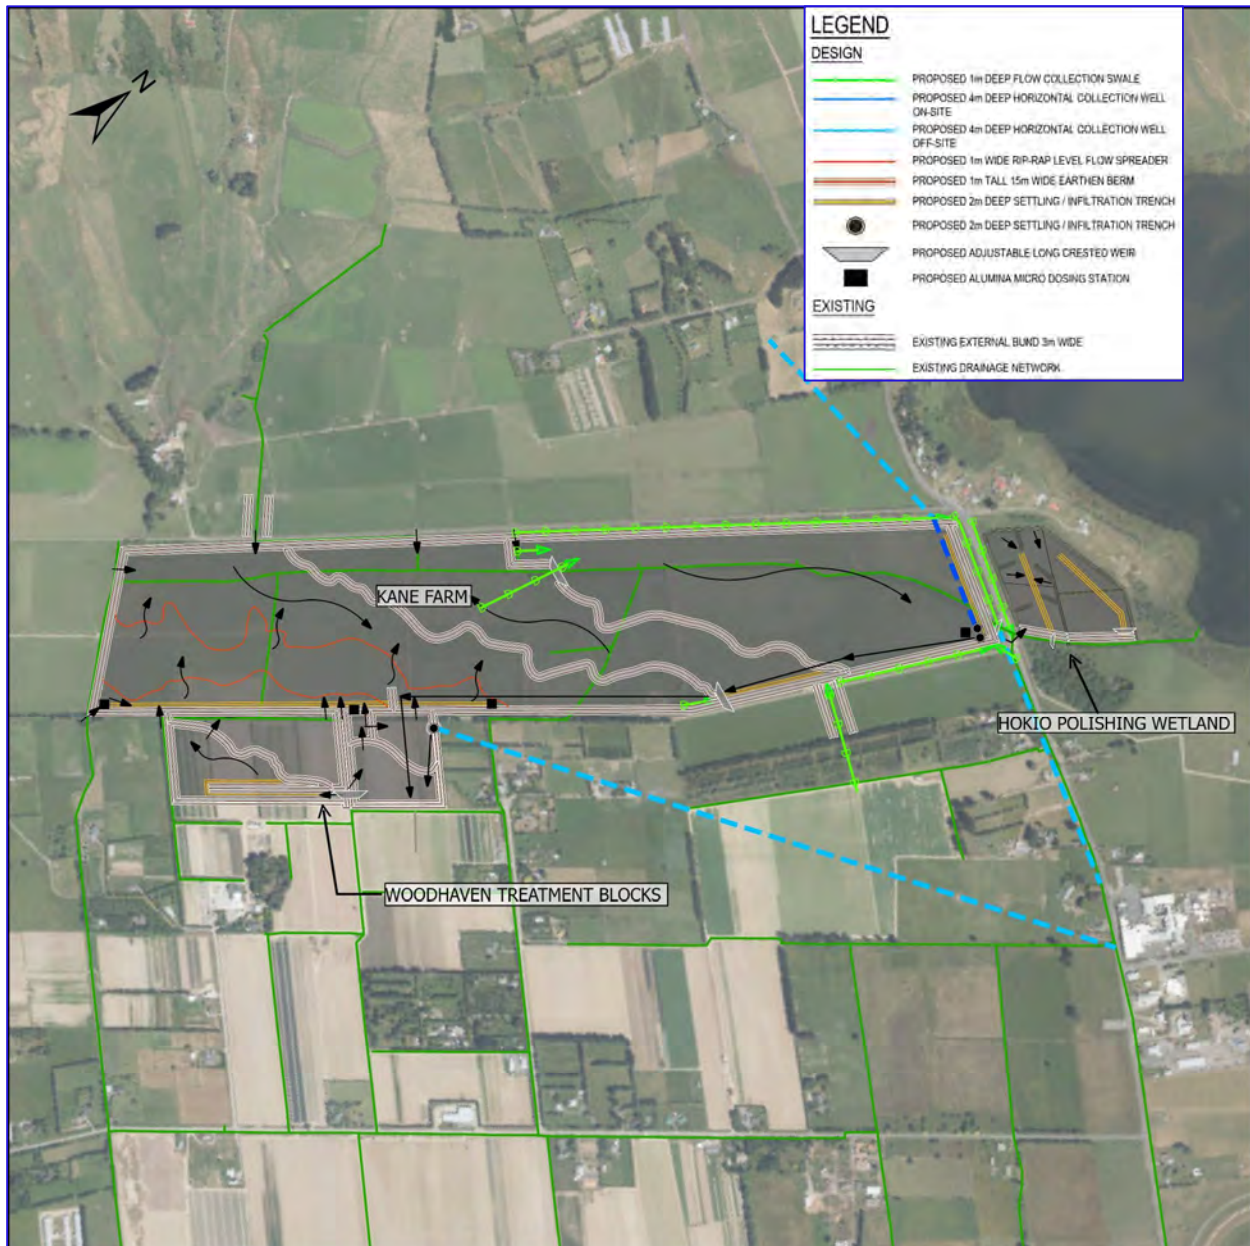 LEGEND
DESIGN
PROPOSED 1m DEEP FLOW COLLECTION SWALE
PROPOSED 4m DEEP HORIZONTAL COLLECTION WELL
ON-SITE
PROPOSED 4m DEEP HORIZONTAL COLLECTION WELL
OFF-SITE
PROPOSED 1m WIDE RIP-RAP LEVEL FLOW SPREADER
PROPOSED 1m TALL 15m WIDE EARTHEN BERM
PROPOSED 2m DEEP SETTLING / INFILTRATION TRENCH
PROPOSED 2m DEEP SETTLING / INFILTRATION TRENCH
PROPOSED ADJUSTABLE LONG CRESTED WEIR
PROPOSED ALUMINA MICRO DOSING STATION
EXISTING
EXISTING EXTERNAL BUND 3m WIDE
EXISTING DRAINAGE NETWORK
N
KANE FARM
HOKIO POLISHING WETLAND
WOODHAVEN TREATMENT BLOCKS